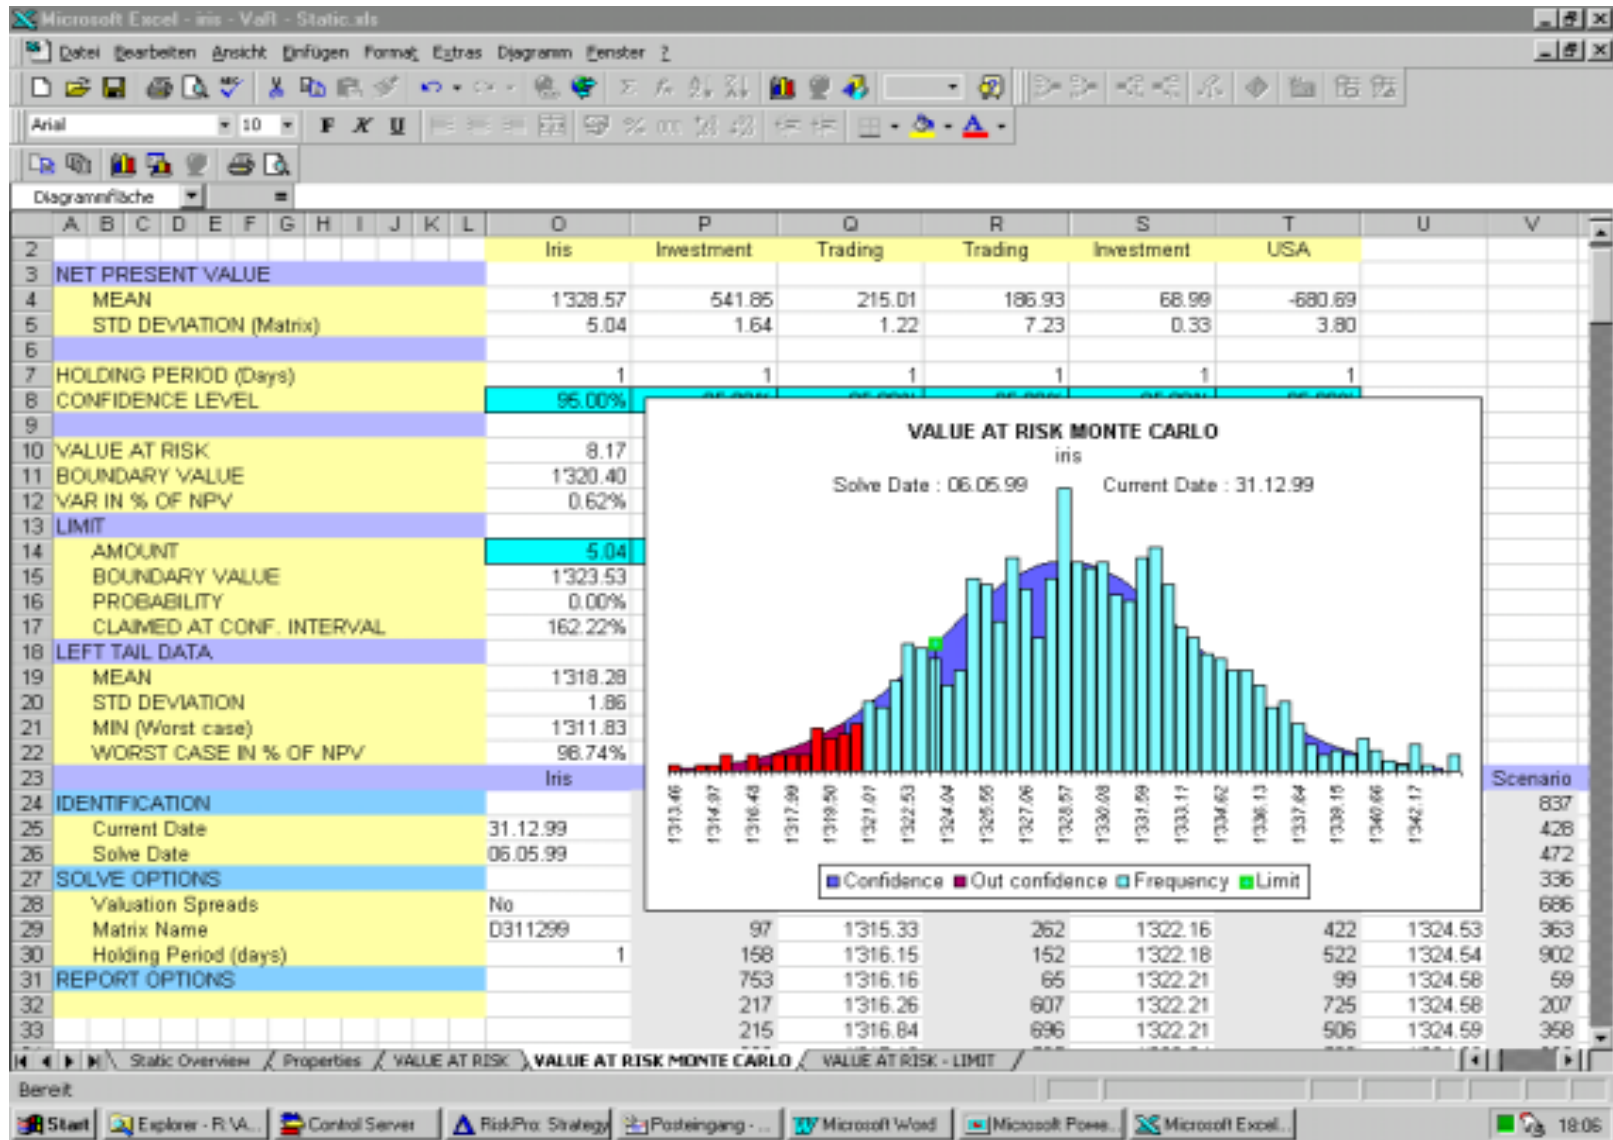 Microsoft Excel - iris - VaR - Static.xls
Datei Bearbeiten Ansicht Einfügen Format Extras Diagramm Fenster ?
Arial 10 F K U
Diagrammfläche =
A B C D E F G H I J K L O P Q R S T U V
2 Iris Investment Trading Trading Investment USA
3 NET PRESENT VALUE
4 MEAN 1'328.57 541.85 215.01 186.93 68.99 -680.69
5 STD DEVIATION (Matrix) 5.04 1.64 1.22 7.23 0.33 3.80
6
7 HOLDING PERIOD (Days) 1 1 1 1 1 1
8 CONFIDENCE LEVEL 95.00%
9
10 VALUE AT RISK 8.17
11 BOUNDARY VALUE 1'320.40
12 VAR IN % OF NPV 0.62%
13 LIMIT
14 AMOUNT 5.04
15 BOUNDARY VALUE 1'323.53
16 PROBABILITY 0.00%
17 CLAIMED AT CONF. INTERVAL 162.22%
18 LEFT TAIL DATA
19 MEAN 1'318.28
20 STD DEVIATION 1.86
21 MIN (Worst case) 1'311.83
22 WORST CASE IN % OF NPV 98.74%
23 Iris Scenario
24 IDENTIFICATION 837
25 Current Date 31.12.99 428
26 Solve Date 06.05.99 472
27 SOLVE OPTIONS 336
28 Valuation Spreads No 686
29 Matrix Name D311299 97 1'315.33 262 1'322.16 422 1'324.53 363
30 Holding Period (days) 1 158 1'316.15 152 1'322.18 522 1'324.54 902
31 REPORT OPTIONS 753 1'316.16 65 1'322.21 99 1'324.58 59
32 217 1'316.26 607 1'322.21 725 1'324.58 207
33 215 1'316.84 696 1'322.21 506 1'324.59 358
VALUE AT RISK MONTE CARLO
iris
Solve Date : 06.05.99 Current Date : 31.12.99
1'313.46 1'314.97 1'316.48 1'317.99 1'319.50 1'321.01 1'322.53 1'324.04 1'325.55 1'327.06 1'328.57 1'330.08 1'331.59 1'333.11 1'334.62 1'336.13 1'337.64 1'339.15 1'340.66 1'342.17
Confidence Out confidence Frequency Limit
Static Overview / Properties / VALUE AT RISK \ VALUE AT RISK MONTE CARLO / VALUE AT RISK - LIMIT /
Bereit
Start Explorer - R:\A... Control Server RiskPro: Strategy Posteingang - ... Microsoft Word Microsoft Powe... Microsoft Excel... 18:06